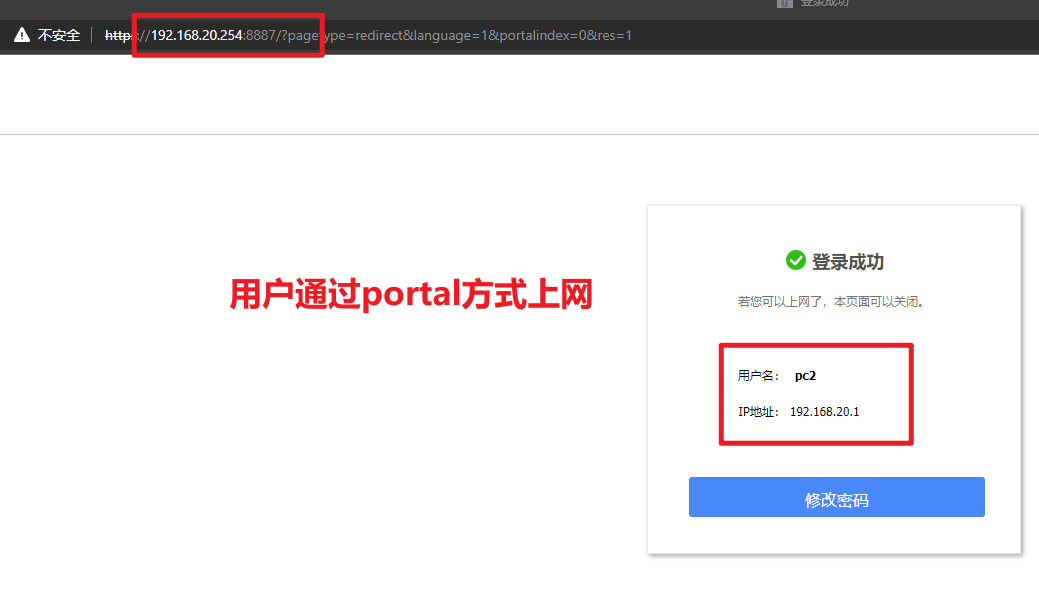 登录成功
不安全 https://192.168.20.254:8887/?pagetype=redirect&language=1&portalindex=0&res=1
登录成功
若您可以上网了，本页面可以关闭。
用户通过portal方式上网
用户名： pc2
IP地址： 192.168.20.1
修改密码